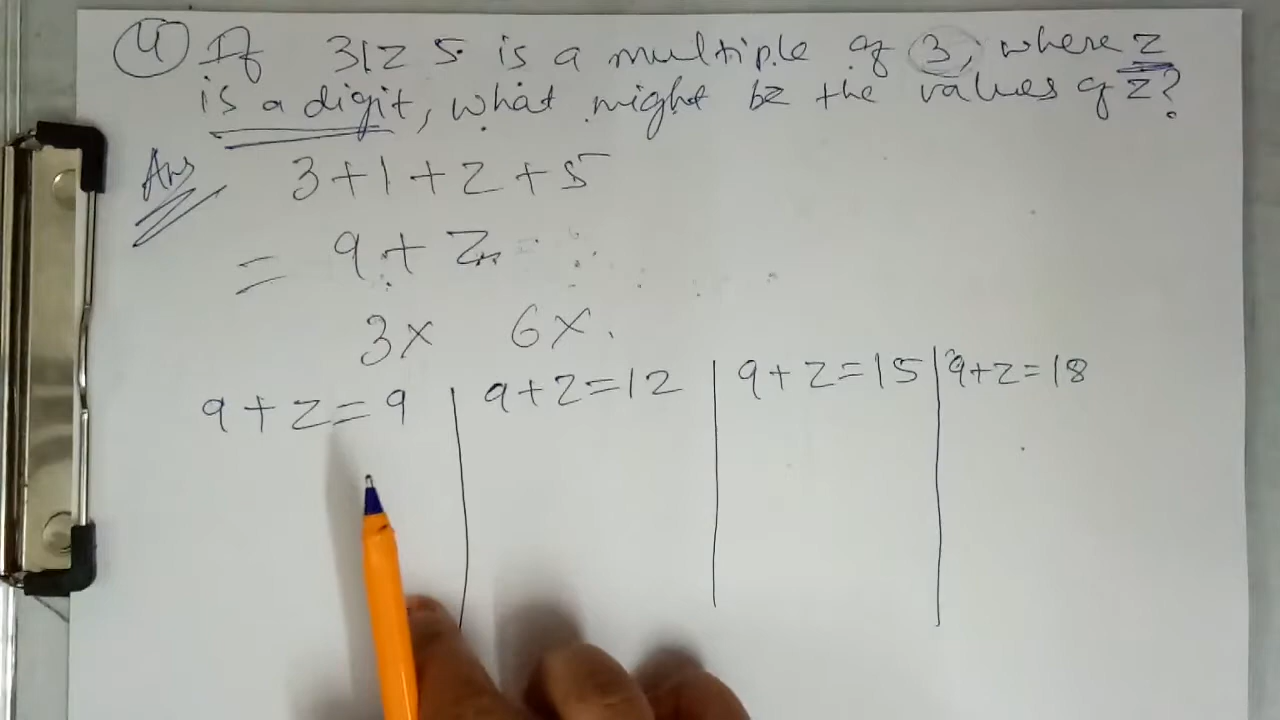 4 If 31z5 is a multiple of 3, where z
is a digit, what might be the values of z?
Ans 3+1+z+5
= 9+z
3x 6x.
9+z=9 9+z=12 9+z=15 9+z=18